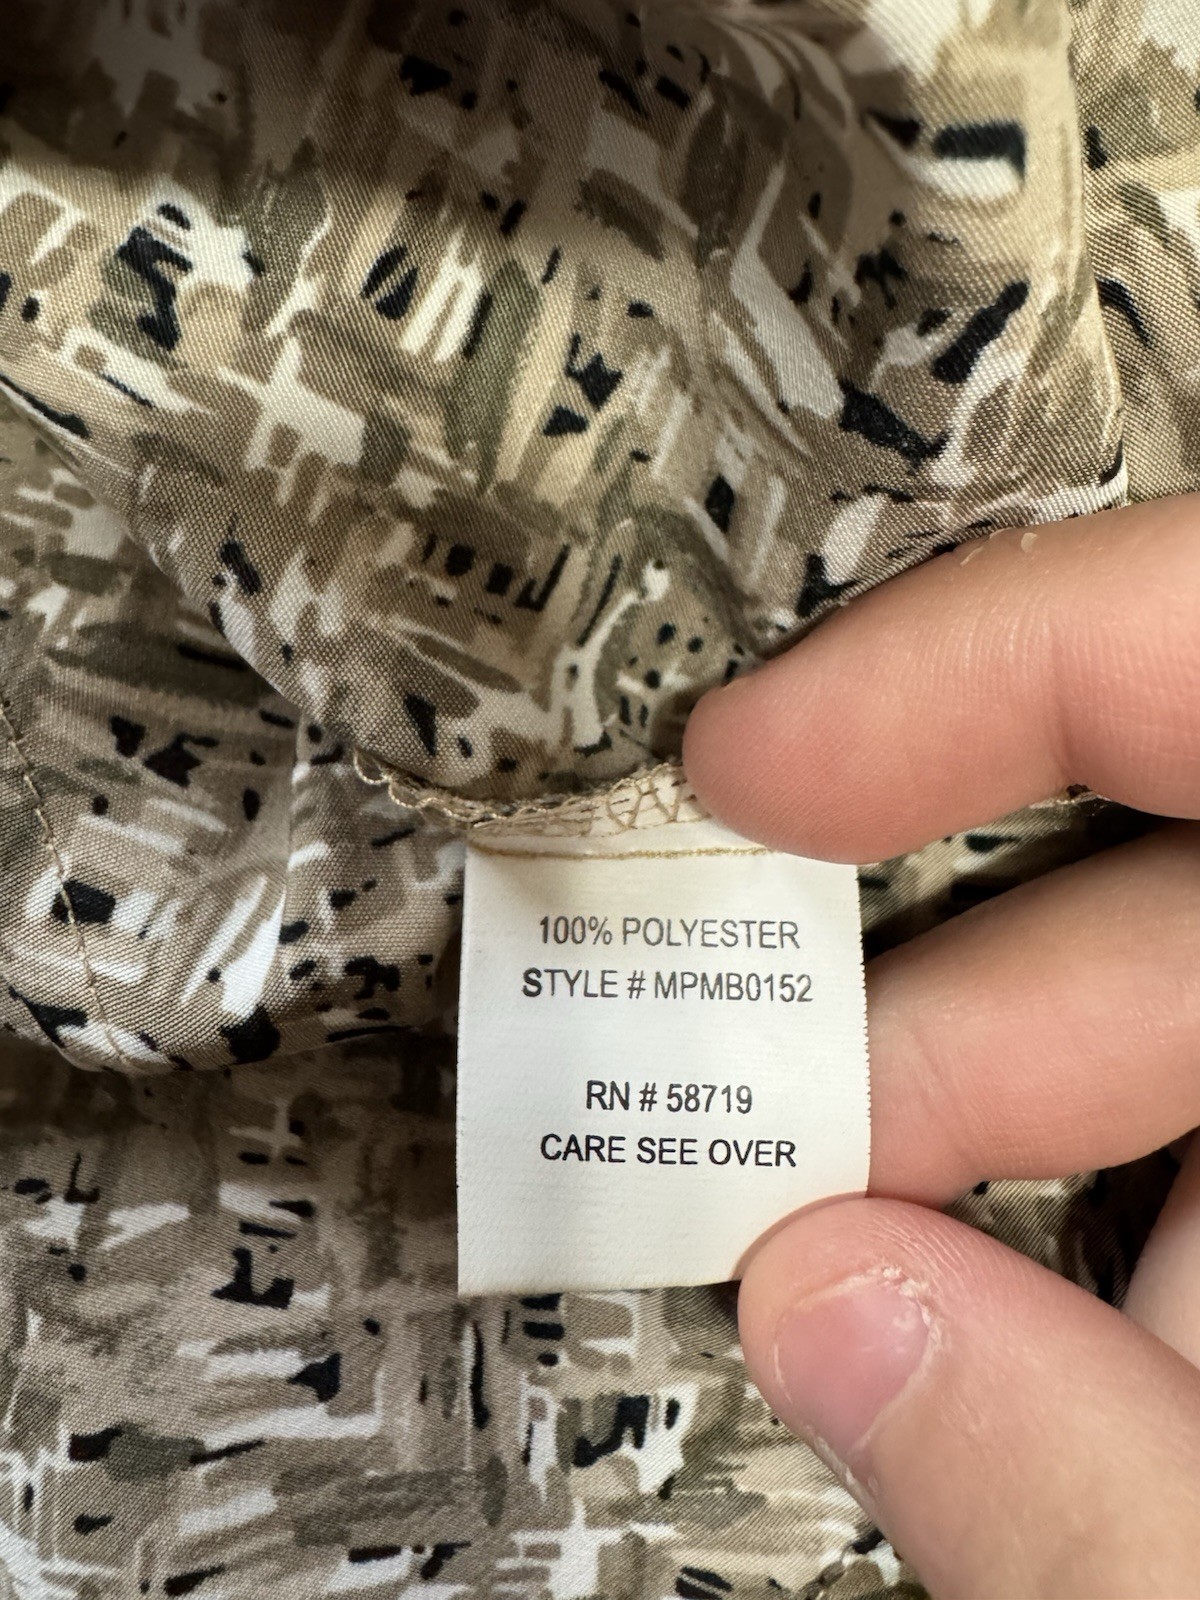 100% POLYESTER
STYLE # MPMB0152
RN # 58719
CARE SEE OVER